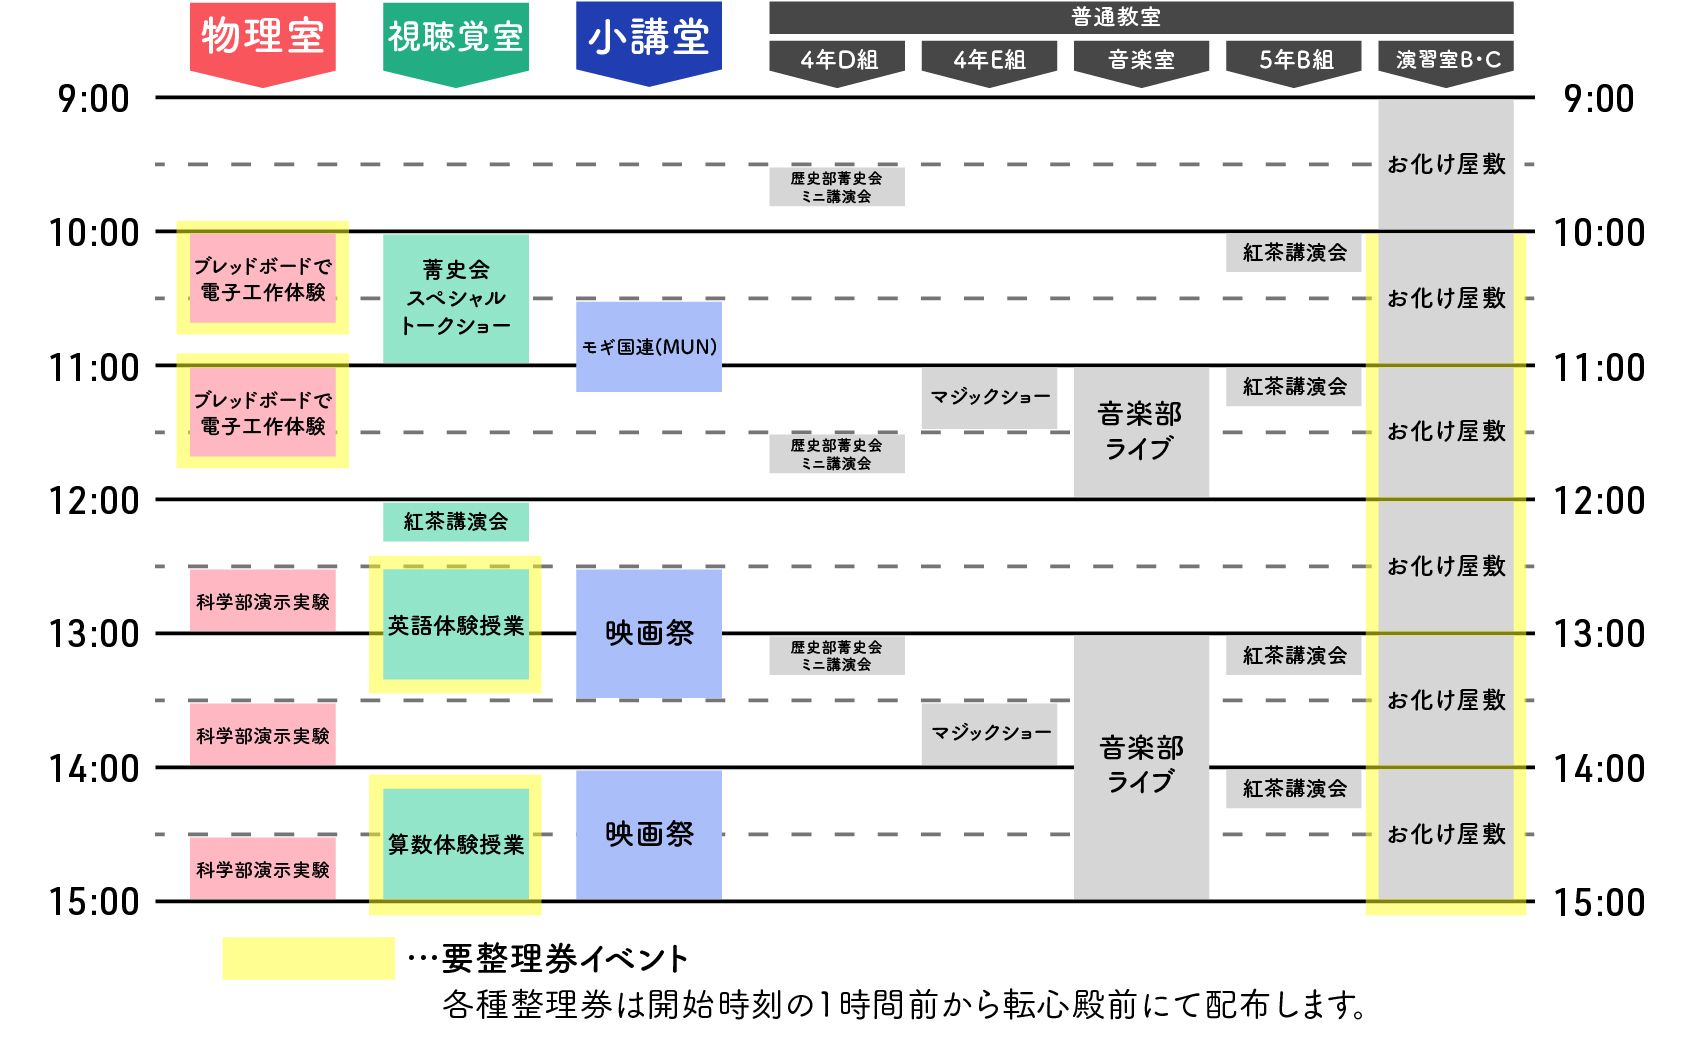 物理室
視聴覚室
小講堂
普通教室
4年D組
4年E組
音楽室
5年B組
演習室B・C
9:00
9:00
お化け屋敷
歴史部菁史会
ミニ講演会
10:00
10:00
ブレッドボードで
電子工作体験
菁史会
スペシャル
トークショー
紅茶講演会
お化け屋敷
モギ国連(MUN)
11:00
11:00
ブレッドボードで
電子工作体験
マジックショー
音楽部
ライブ
紅茶講演会
お化け屋敷
歴史部菁史会
ミニ講演会
12:00
12:00
紅茶講演会
お化け屋敷
科学部演示実験
英語体験授業
映画祭
13:00
13:00
歴史部菁史会
ミニ講演会
紅茶講演会
お化け屋敷
科学部演示実験
マジックショー
音楽部
ライブ
14:00
14:00
紅茶講演会
算数体験授業
映画祭
お化け屋敷
科学部演示実験
15:00
15:00
…要整理券イベント
各種整理券は開始時刻の1時間前から転心殿前にて配布します。